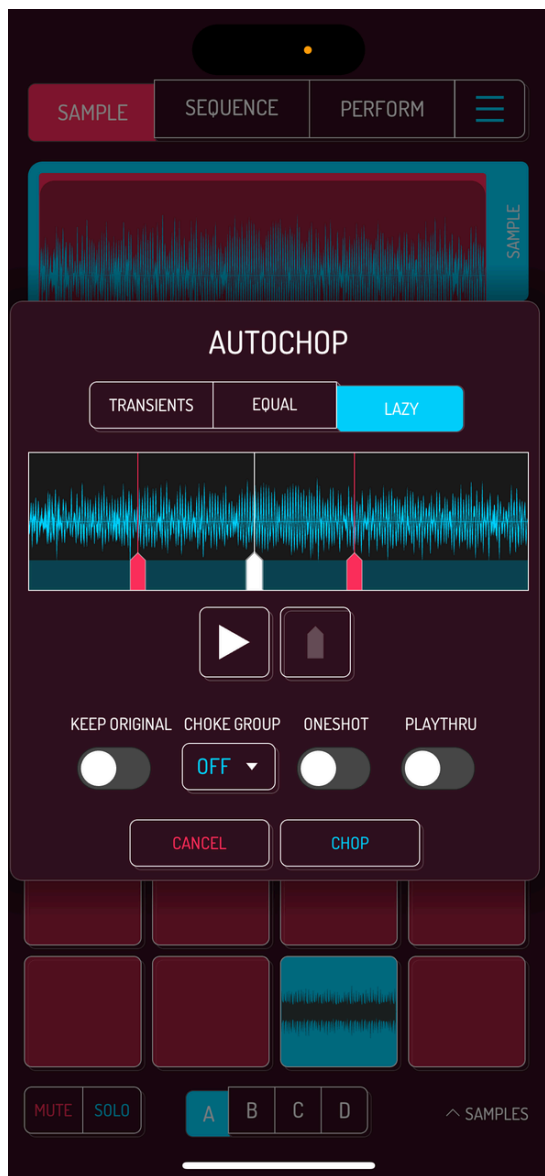 SAMPLE SEQUENCE PERFORM
SAMPLE
AUTOCHOP
TRANSIENTS EQUAL LAZY
KEEP ORIGINAL CHOKE GROUP ONESHOT PLAYTHRU
OFF
CANCEL CHOP
MUTE SOLO A B C D SAMPLES